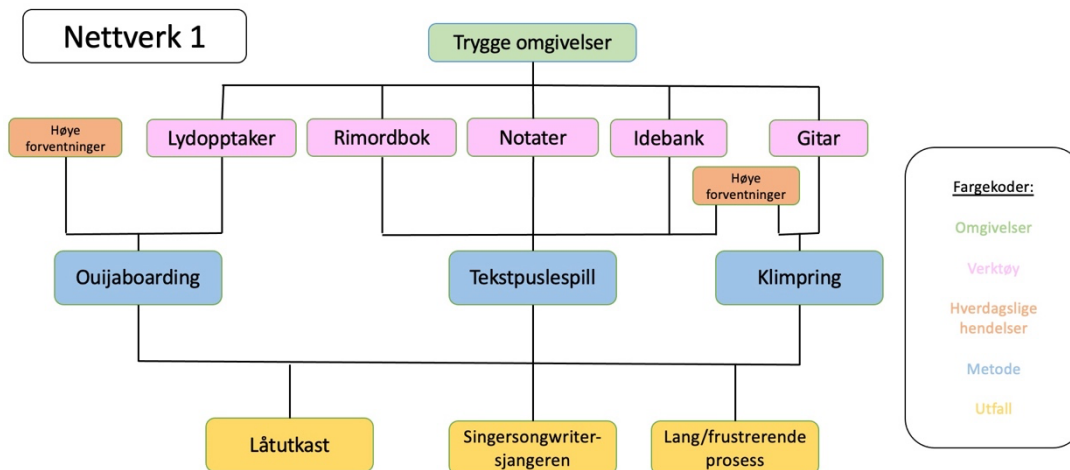 Nettverk 1
Trygge omgivelser
Høye
forventninger
Lydopptaker
Rimordbok
Notater
Idebank
Gitar
Høye
forventninger
Ouijaboarding
Tekstpuslespill
Klimpring
Låtutkast
Singersongwriter-
sjangeren
Lang/frustrerende
prosess
Fargekoder:
Omgivelser
Verktøy
Hverdagslige
hendelser
Metode
Utfall